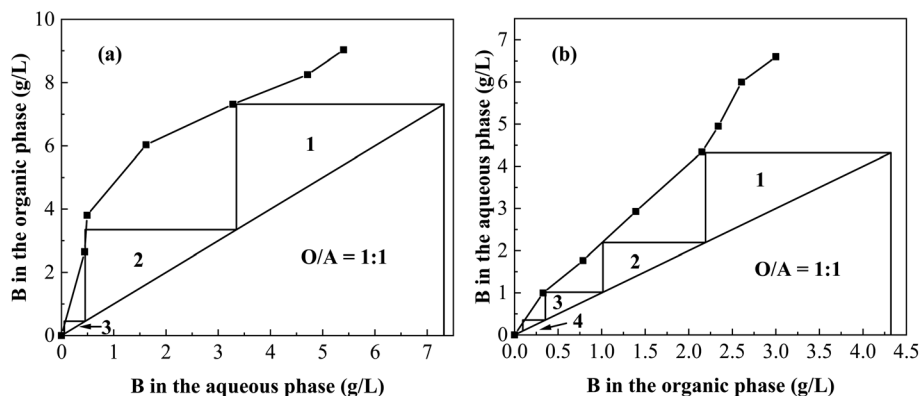 (a)
B in the organic phase (g/L)
10
8
6
4
2
0
1
2
3
O/A = 1:1
0 1 2 3 4 5 6 7
B in the aqueous phase (g/L)
(b)
B in the aqueous phase (g/L)
7
6
5
4
3
2
1
0
1
2
3
4
O/A = 1:1
0.0 0.5 1.0 1.5 2.0 2.5 3.0 3.5 4.0 4.5
B in the organic phase (g/L)